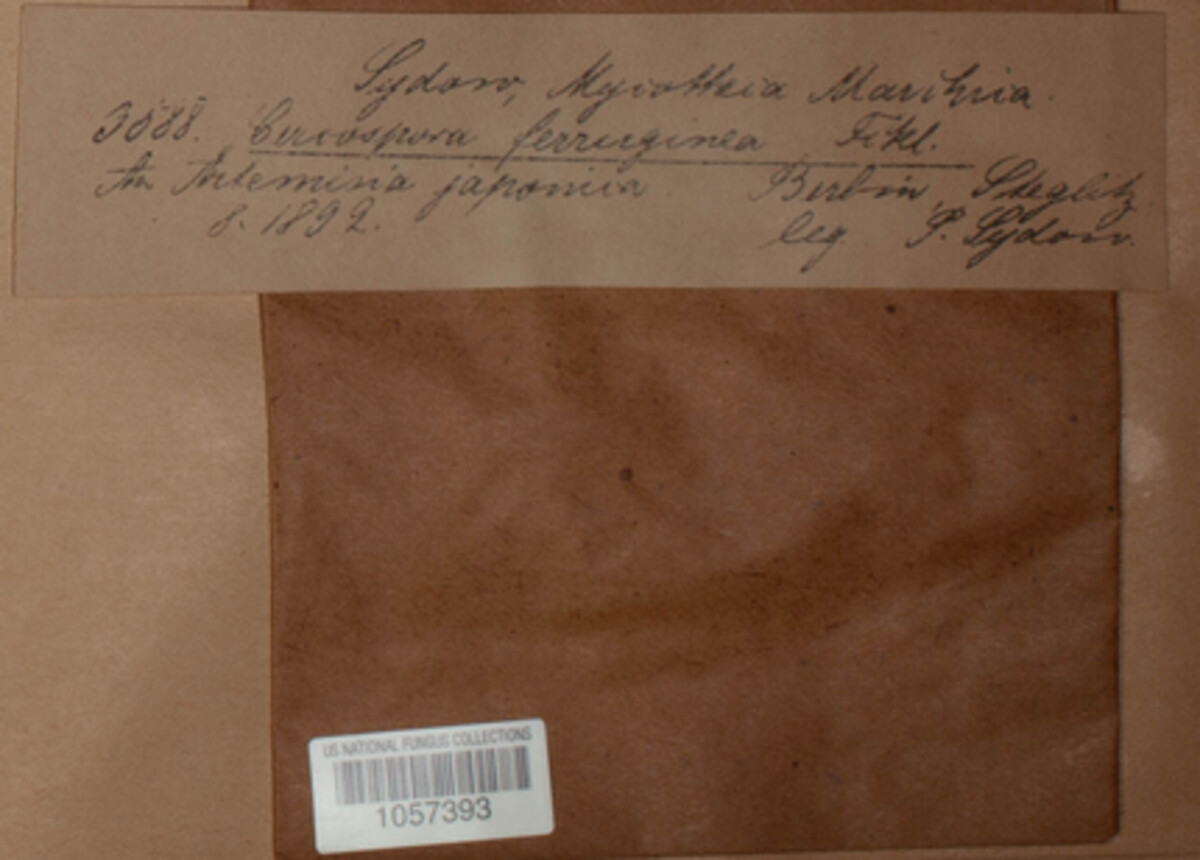 Sydow, Mycotheca Marchica.
3588. Cercospora ferruginea Fckl.
An Artemisia japonica Berlin, Steglitz.
8. 1892. leg. P. Sydow.
US NATIONAL FUNGUS COLLECTIONS
1057393